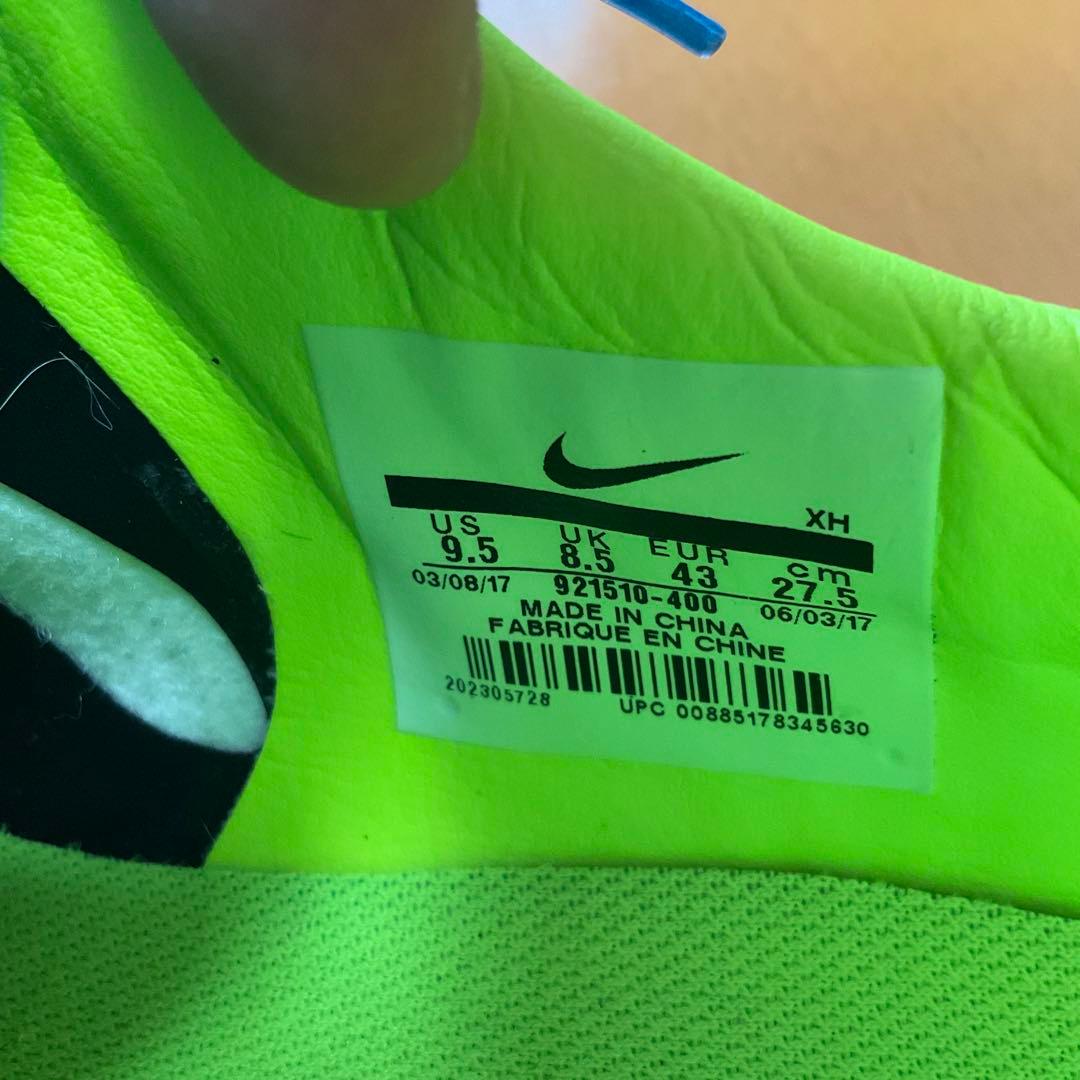 XH
US UK EUR cm
9.5 8.5 43 27.5
03/08/17 921510-400 06/03/17
MADE IN CHINA
FABRIQUE EN CHINE
202305728 UPC 00885178345630